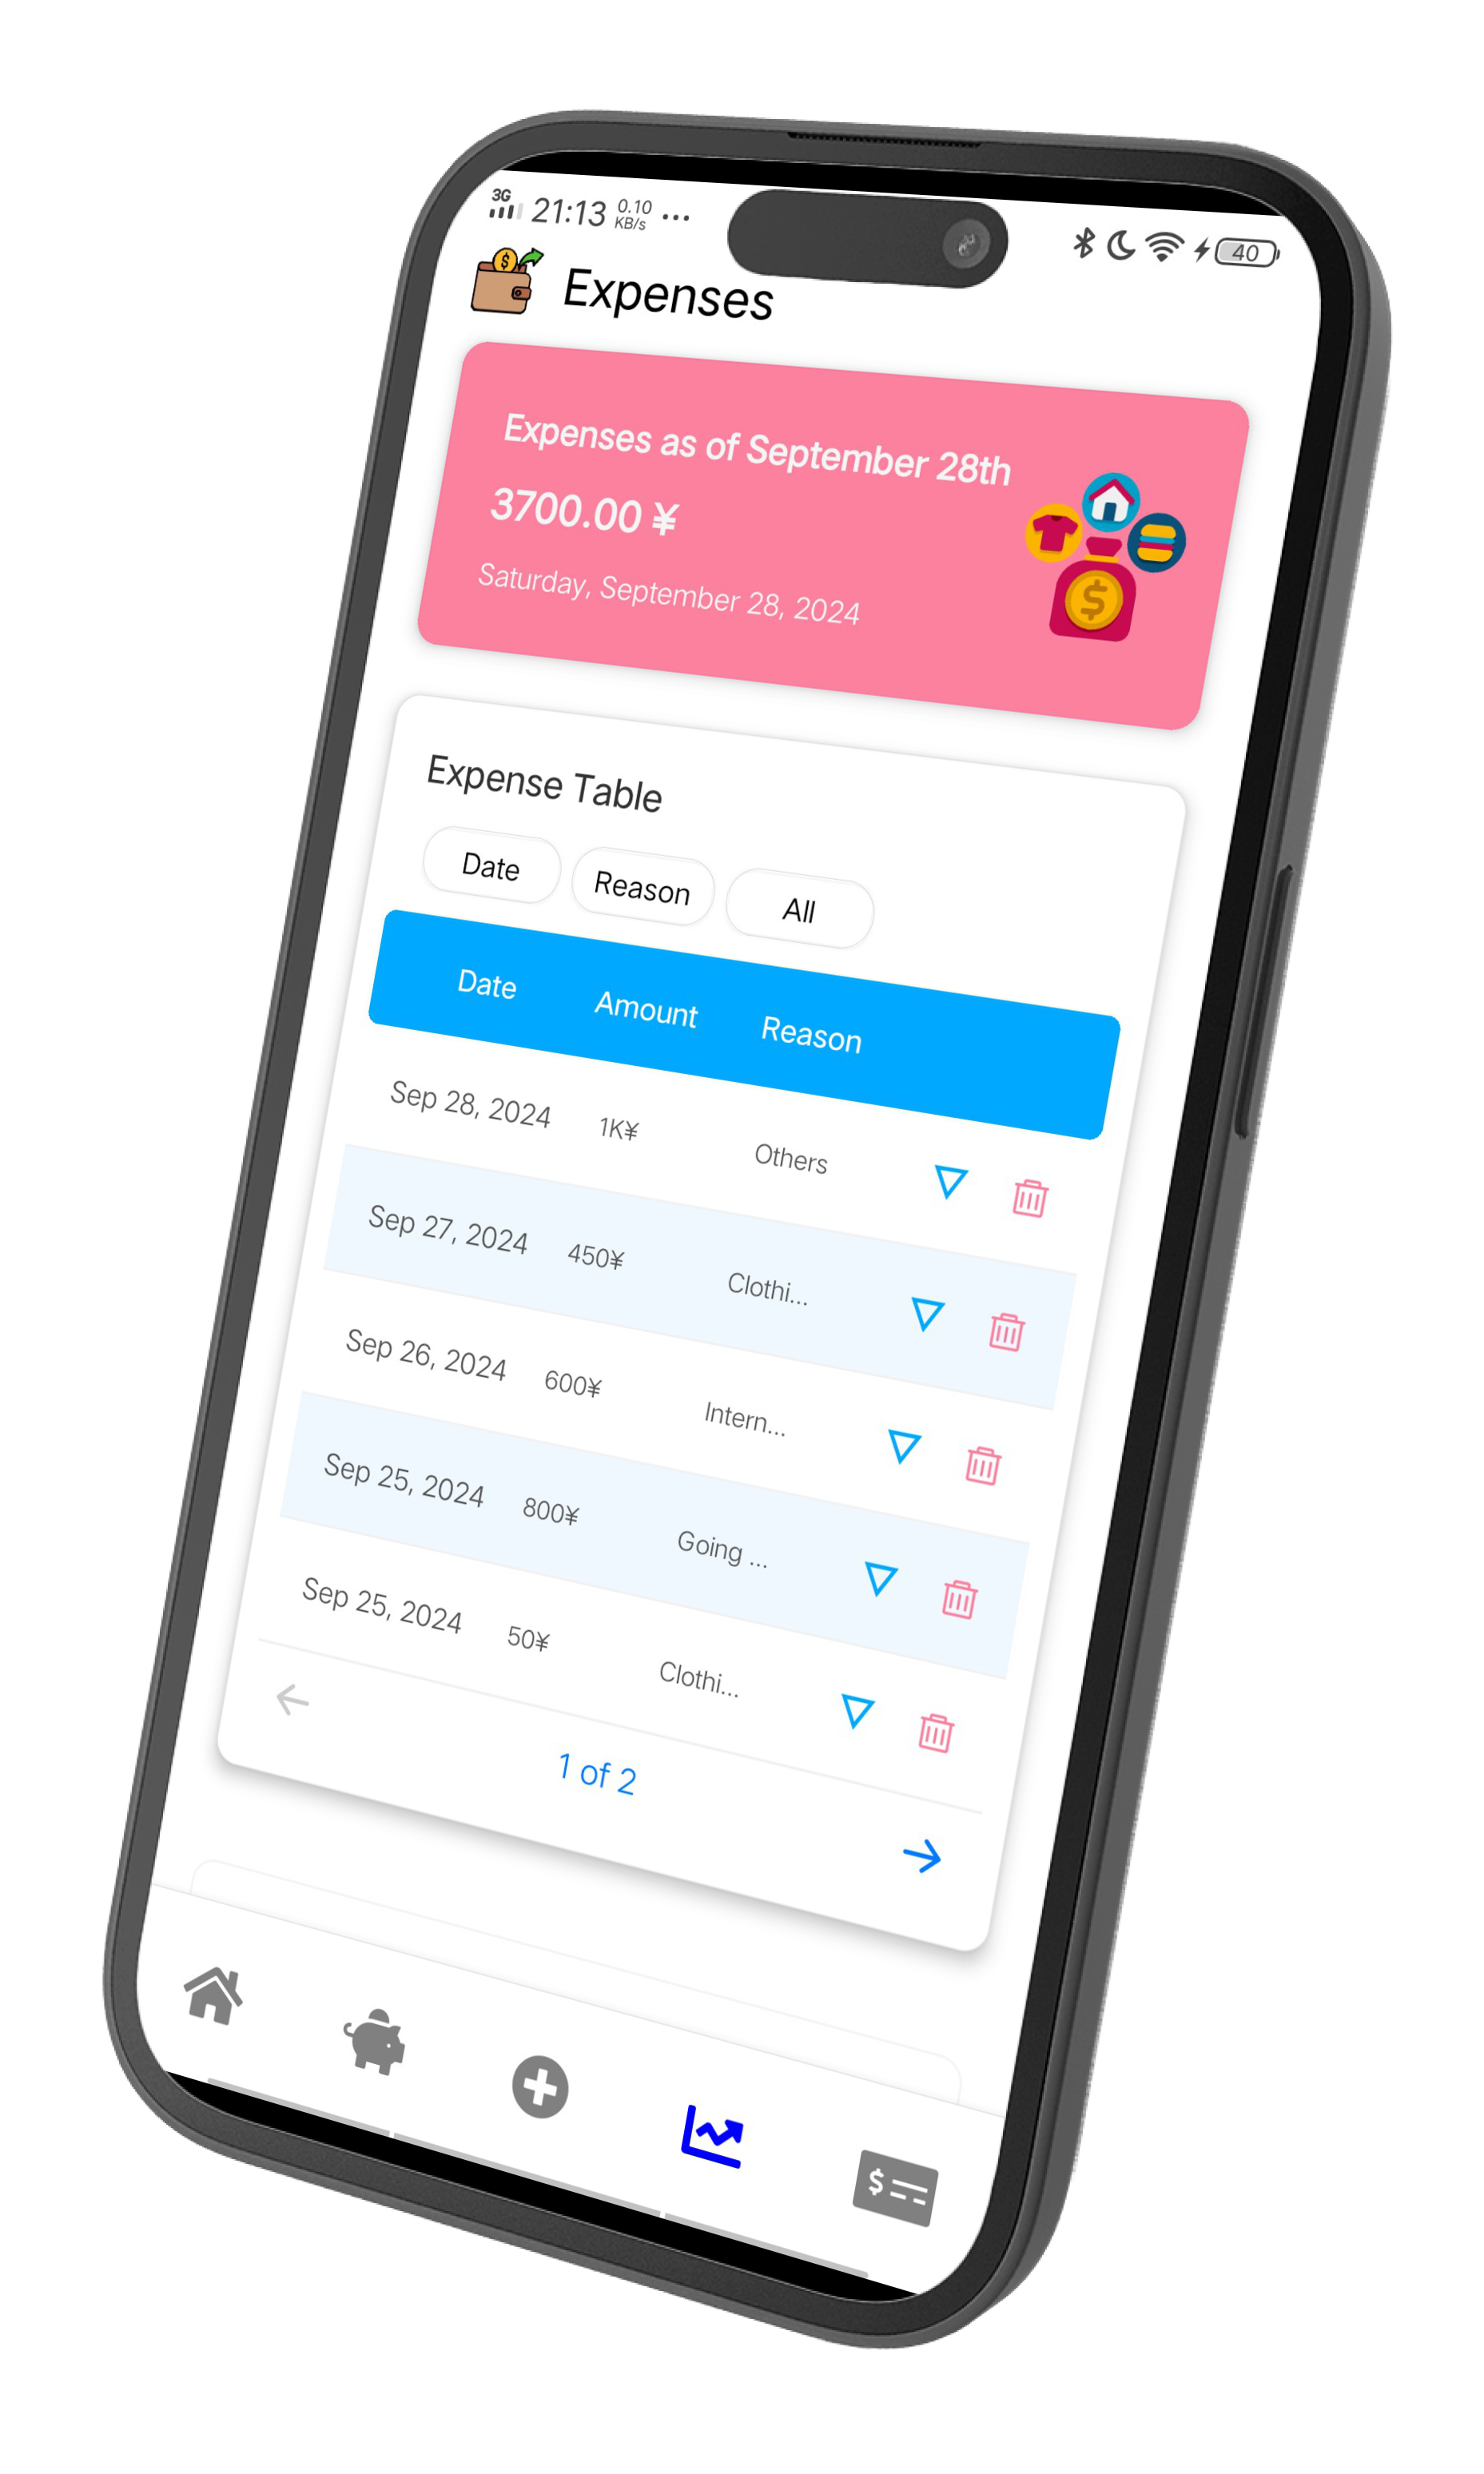 3G 21:13 0.10 KB/s ... 40
Expenses
Expenses as of September 28th
3700.00 ¥
Saturday, September 28, 2024
Expense Table
Date Reason All
Date Amount Reason
Sep 28, 2024 1K¥ Others
Sep 27, 2024 450¥ Clothi...
Sep 26, 2024 600¥ Intern...
Sep 25, 2024 800¥ Going ...
Sep 25, 2024 50¥ Clothi...
1 of 2